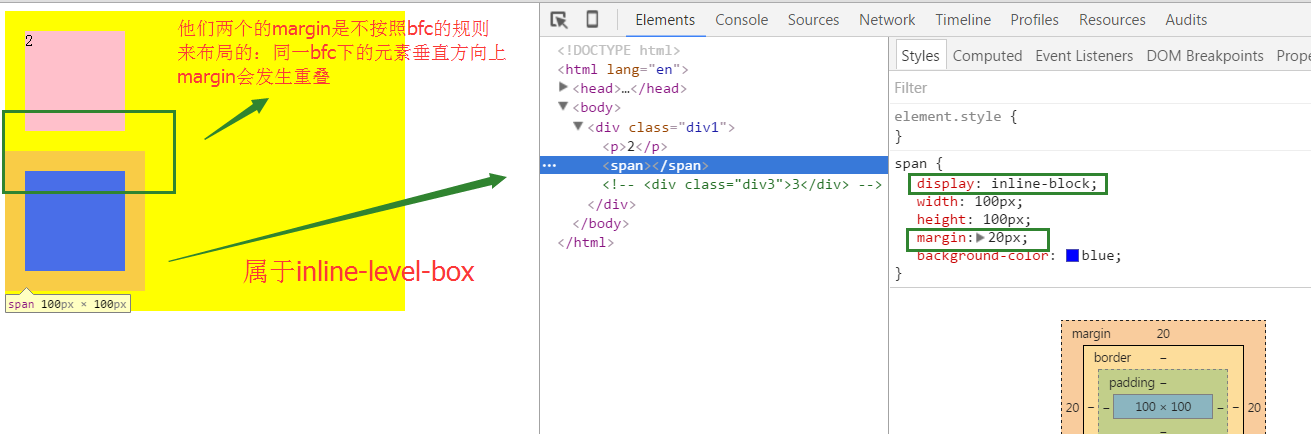 2
他们两个的margin是不按照bfc的规则
来布局的：同一bfc下的元素垂直方向上
margin会发生重叠
属于inline-level-box
span 100px × 100px
Elements Console Sources Network Timeline Profiles Resources Audits
<!DOCTYPE html>
<html lang="en">
<head>…</head>
<body>
<div class="div1">
<p>2</p>
<span></span>
<!-- <div class="div3">3</div> -->
</div>
</body>
</html>
Styles Computed Event Listeners DOM Breakpoints Prope
Filter
element.style {
}
span {
display: inline-block;
width: 100px;
height: 100px;
margin: 20px;
background-color: blue;
}
margin 20
border –
padding –
20 – – 100 × 100 – – 20
–